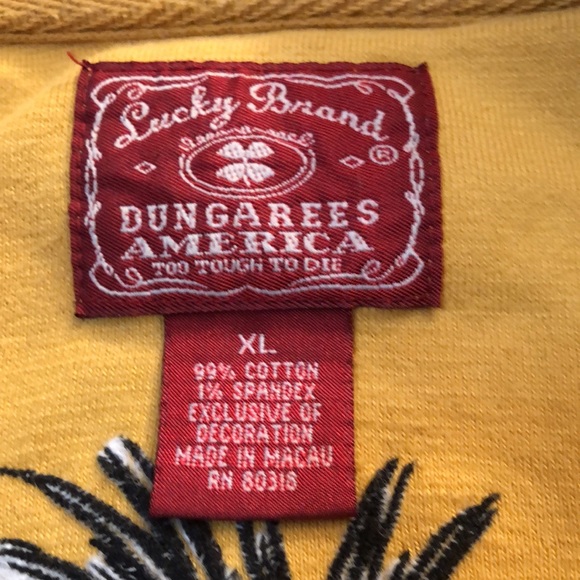 Lucky Brand
®
DUNGAREES
AMERICA
TOO TOUGH TO DIE
XL
99% COTTON
1% SPANDEX
EXCLUSIVE OF
DECORATION
MADE IN MACAU
RN 80318